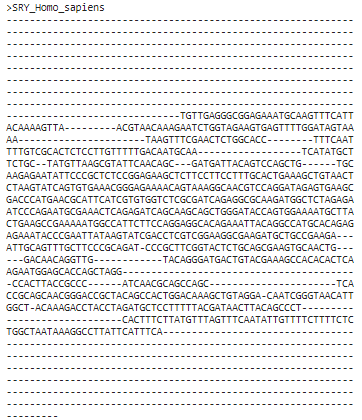 >SRY_Homo_sapiens
------------------------------------------------------------
------------------------------------------------------------
------------------------------------------------------------
------------------------------------------------------------
------------------------------------------------------------
------------------------------------------------------------
------------------------------------------------------------
------------------------------------------------------------
------------------------------TGTTGAGGGCGGAGAAATGCAAGTTTCATT
ACAAAAGTTA---------ACGTAACAAAGAATCTGGTAGAAGTGAGTTTTGGATAGTAA
AA----------------------TAAGTTTCGAACTCTGGCACC--------TTTCAAT
TTTGTCGCACTCTCCTTGTTTTTGACAATGCAA------------------TCATATGCT
TCTGC--TATGTTAAGCGTATTCAACAGC---GATGATTACAGTCCAGCTG------TGC
AAGAGAATATTCCCGCTCTCCGGAGAAGCTCTTCCTTCCTTTGCACTGAAAGCTGTAACT
CTAAGTATCAGTGTGAAACGGGAGAAAACAGTAAAGGCAACGTCCAGGATAGAGTGAAGC
GACCCATGAACGCATTCATCGTGTGGTCTCGCGATCAGAGGCGCAAGATGGCTCTAGAGA
ATCCCAGAATGCGAAACTCAGAGATCAGCAAGCAGCTGGGATACCAGTGGAAAATGCTTA
CTGAAGCCGAAAAATGGCCATTCTTCCAGGAGGCACAGAAATTACAGGCCATGCACAGAG
AGAAATACCCGAATTATAAGTATCGACCTCGTCGGAAGGCGAAGATGCTGCCGAAGA---
ATTGCAGTTTGCTTCCCGCAGAT-CCCGCTTCGGTACTCTGCAGCGAAGTGCAACTG---
---GACAACAGGTTG------------TACAGGGATGACTGTACGAAAGCCACACACTCA
AGAATGGAGCACCAGCTAGG----------------------------------------
-CCACTTACCGCCC------ATCAACGCAGCCAGC----------------------TCA
CCGCAGCAACGGGACCGCTACAGCCACTGGACAAAGCTGTAGGA-CAATCGGGTAACATT
GGCT-ACAAAGACCTACCTAGATGCTCCTTTTTACGATAACTTACAGCCCT---------
--------------------CACTTTCTTATGTTTAGTTTCAATATTGTTTTCTTTTCTC
TGGCTAATAAAGGCCTTATTCATTTCA---------------------------------
------------------------------------------------------------
------------------------------------------------------------
------------------------------------------------------------
------------------------------------------------------------
------------------------------------------------------------
------------------------------------------------------------
---------